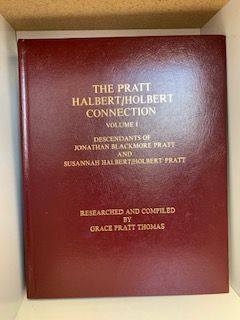 THE PRATT
HALBERT/HOLBERT
CONNECTION
VOLUME I
DESCENDANTS OF
JONATHAN BLACKMORE PRATT
AND
SUSANNAH HALBERT/HOLBERT PRATT
RESEARCHED AND COMPILED
BY
GRACE PRATT THOMAS